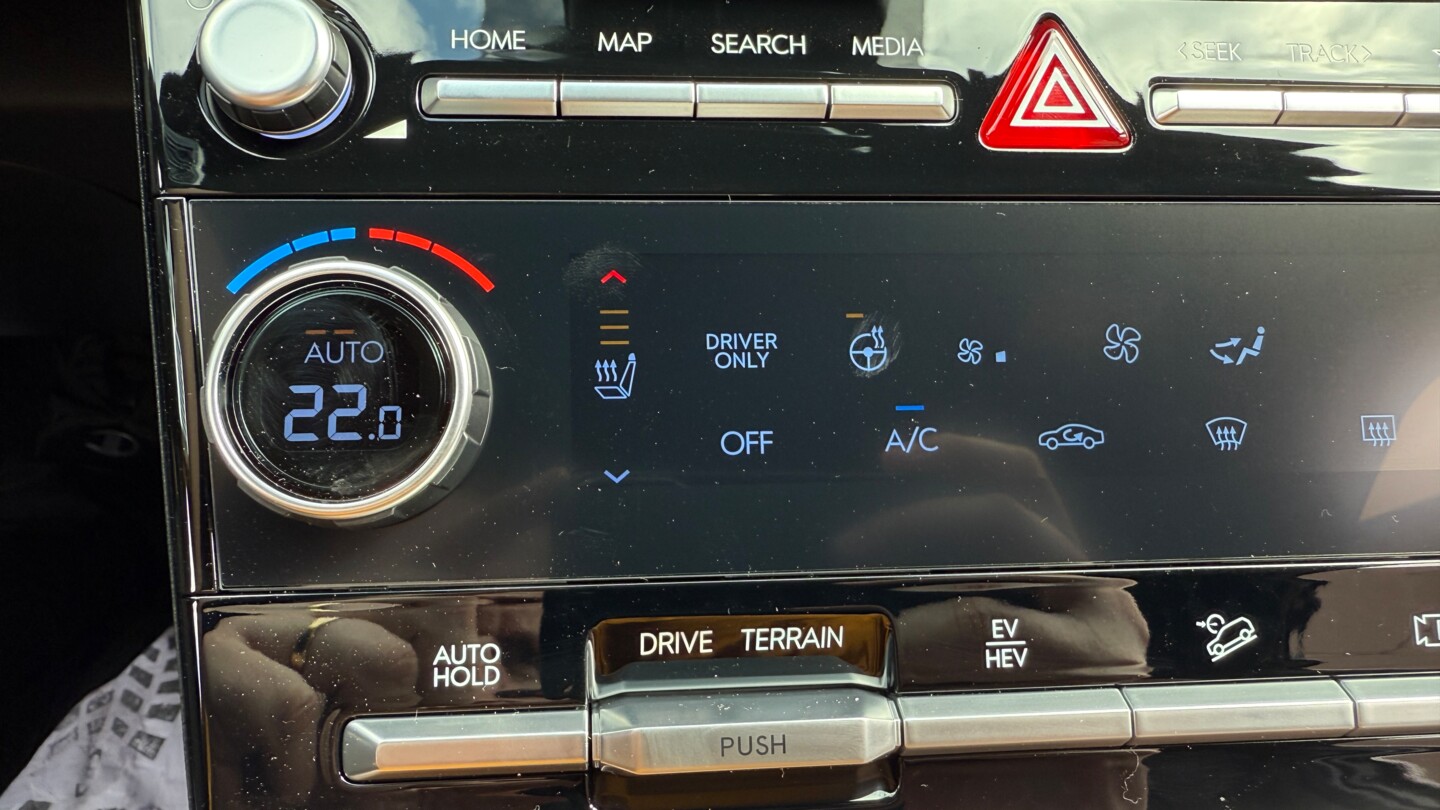 HOME MAP SEARCH MEDIA <SEEK TRACK>
AUTO
22.0
DRIVER
ONLY
OFF A/C
AUTO
HOLD
DRIVE TERRAIN
EV
HEV
PUSH